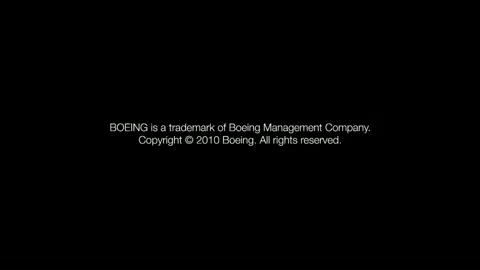 BOEING is a trademark of Boeing Management Company.
Copyright © 2010 Boeing. All rights reserved.